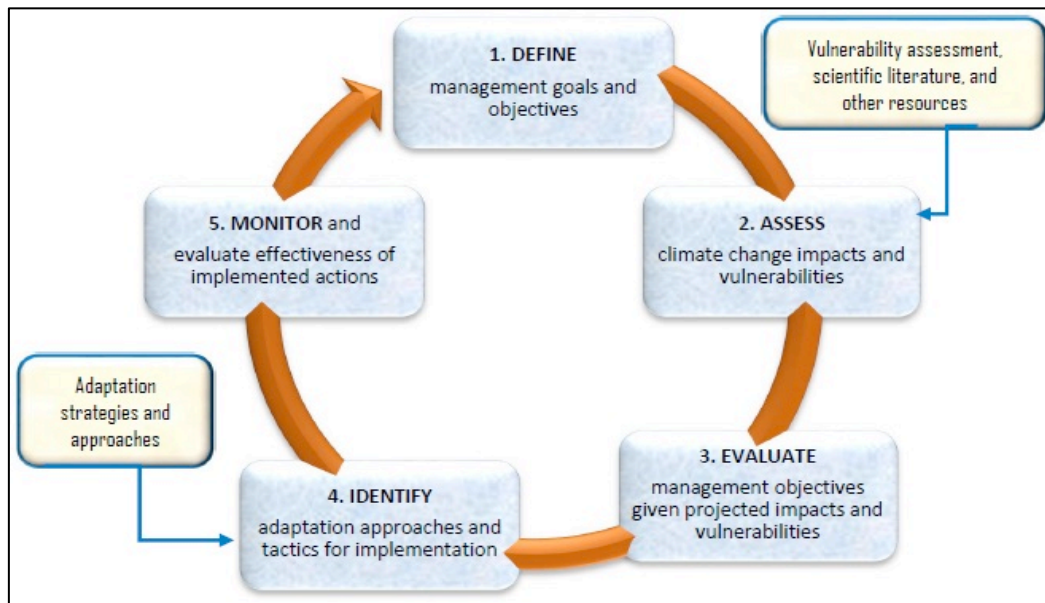 1. DEFINE
management goals and
objectives
Vulnerability assessment,
scientific literature, and
other resources
2. ASSESS
climate change impacts and
vulnerabilities
3. EVALUATE
management objectives
given projected impacts and
vulnerabilities
4. IDENTIFY
adaptation approaches and
tactics for implementation
Adaptation
strategies and
approaches
5. MONITOR and
evaluate effectiveness of
implemented actions